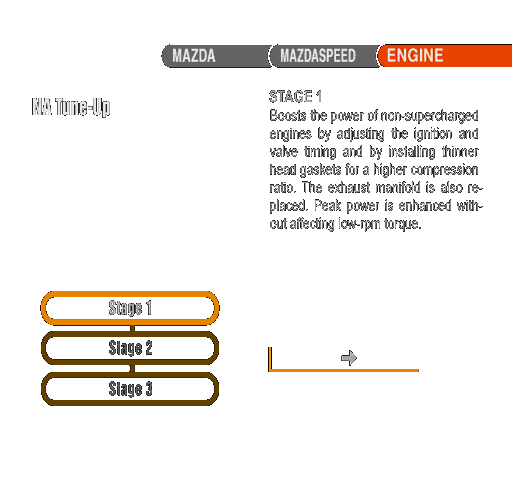 MAZDA MAZDASPEED ENGINE
NA Tune-Up
STAGE 1
Boosts the power of non-supercharged
engines by adjusting the ignition and
valve timing and by installing thinner
head gaskets for a higher compression
ratio. The exhaust manifold is also re-
placed. Peak power is enhanced with-
out affecting low-rpm torque.
Stage 1
Stage 2
Stage 3